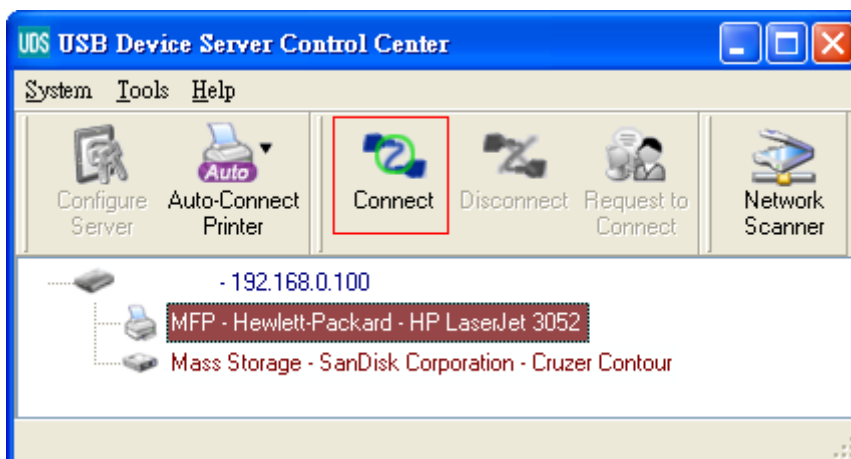 UDS USB Device Server Control Center
System Tools Help
Configure Server
Auto
Auto-Connect Printer
Connect
Disconnect
Request to Connect
Network Scanner
- 192.168.0.100
MFP - Hewlett-Packard - HP LaserJet 3052
Mass Storage - SanDisk Corporation - Cruzer Contour